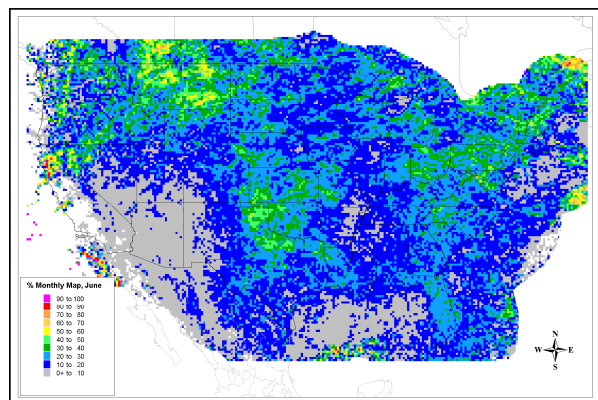 % Monthly Map, June
90 to 100
80 to 90
70 to 80
60 to 70
50 to 60
40 to 50
30 to 40
20 to 30
10 to 20
0+ to 10
N
W E
S